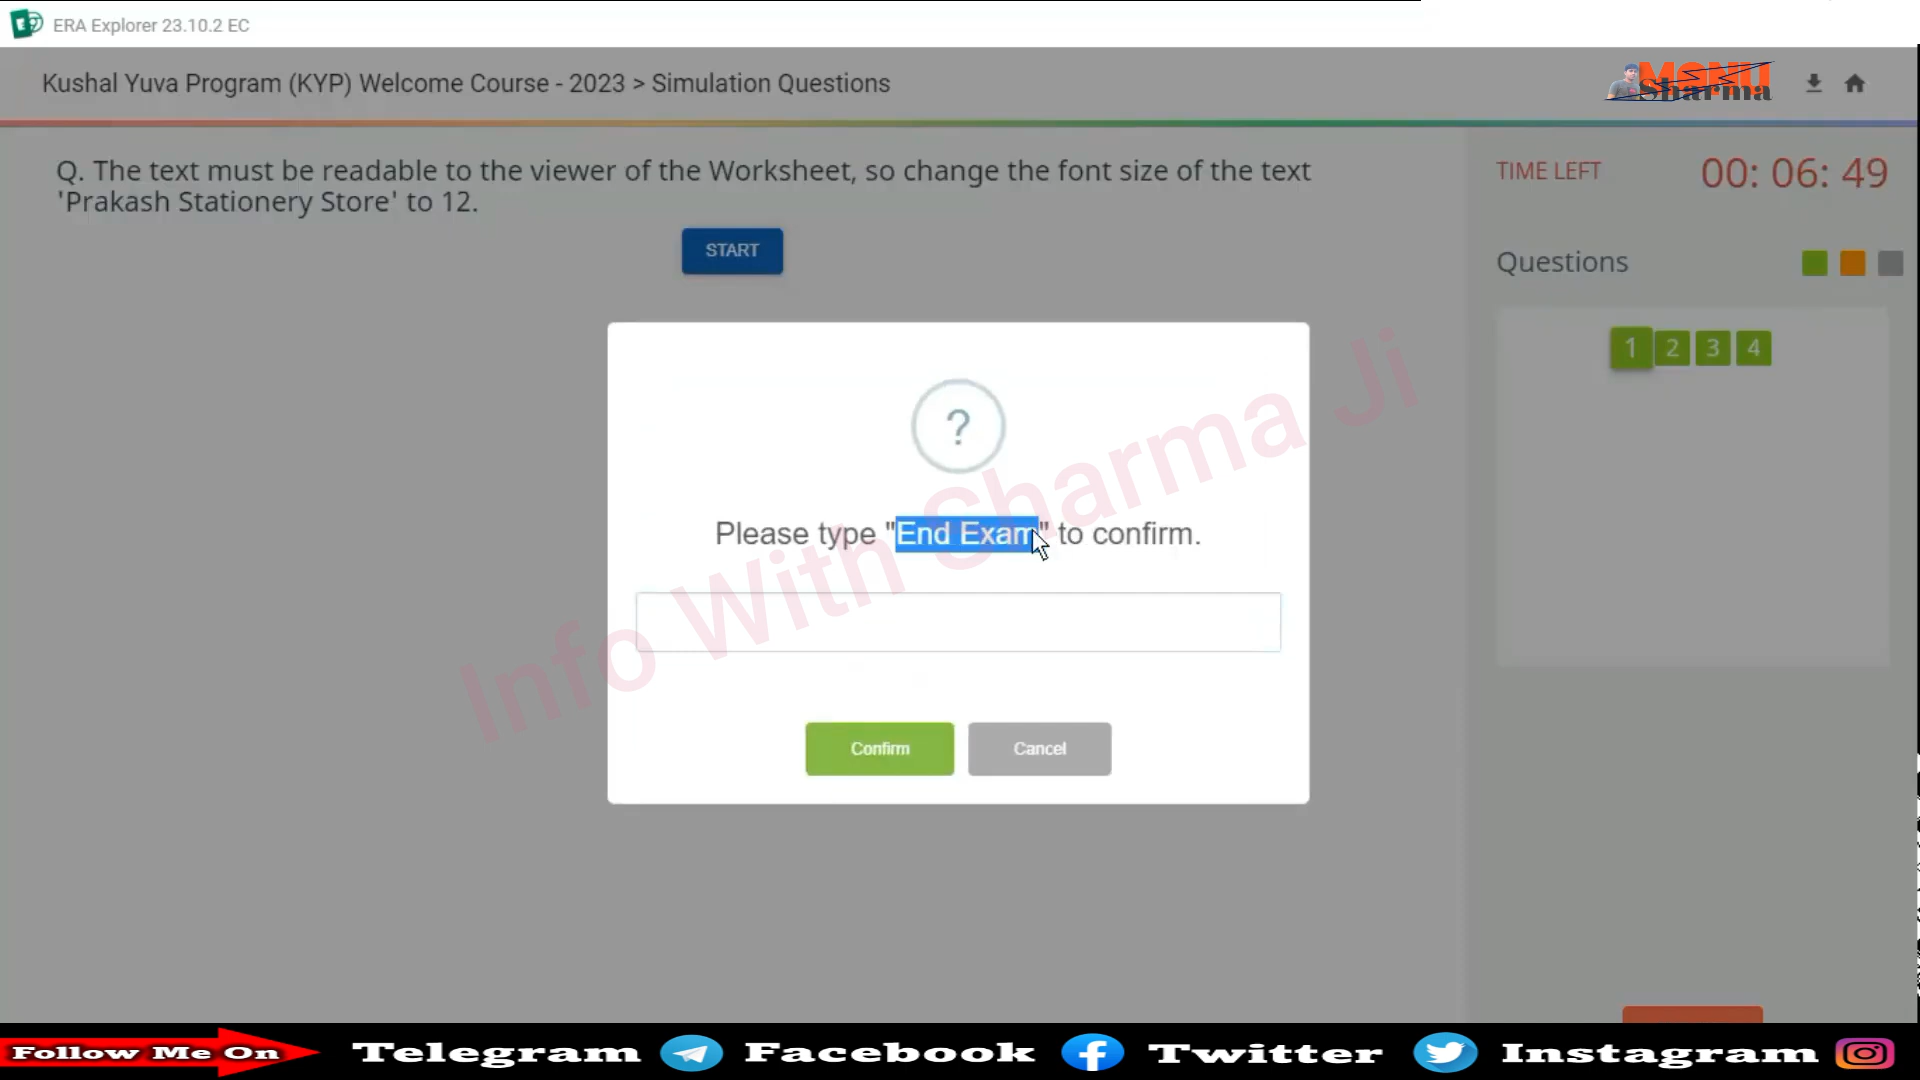 ERA Explorer 23.10.2 EC
Kushal Yuva Program (KYP) Welcome Course - 2023 > Simulation Questions
MONU
Sharma
Q. The text must be readable to the viewer of the Worksheet, so change the font size of the text
'Prakash Stationery Store' to 12.
START
TIME LEFT 00: 06: 49
Questions
1 2 3 4
?
Please type "End Exam" to confirm.
Info With Sharma Ji
Confirm Cancel
Follow Me On Telegram Facebook Twitter Instagram